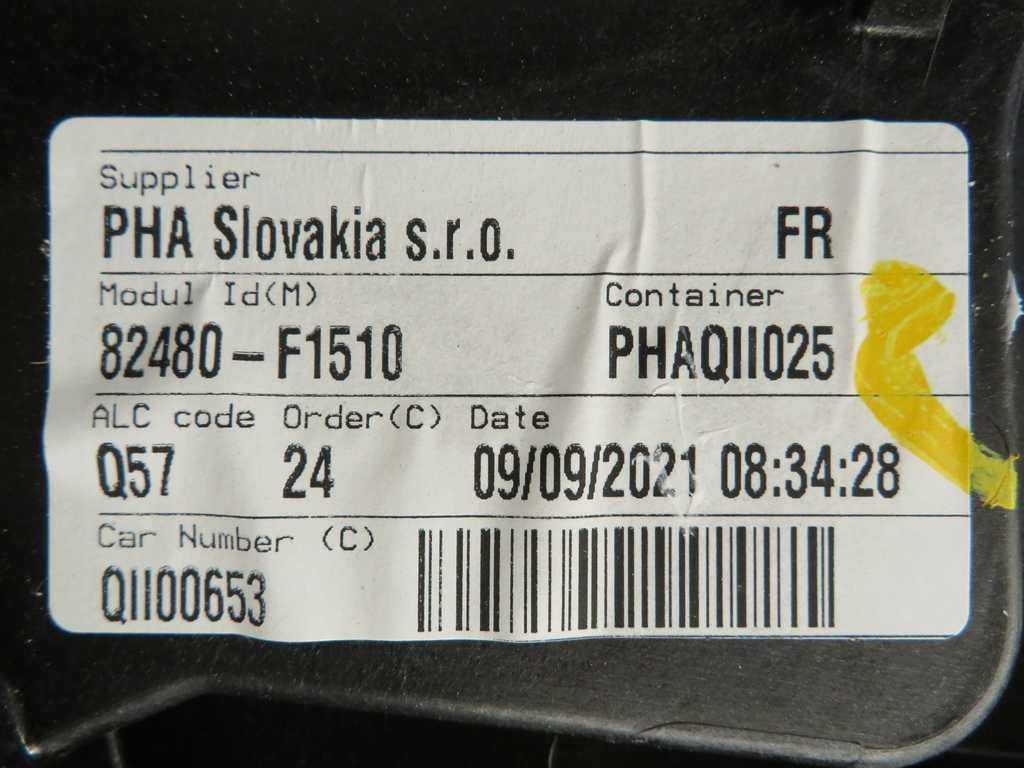 Supplier
PHA Slovakia s.r.o. FR
Modul Id(M) Container
82480-F1510 PHAQII025
ALC code Order(C) Date
Q57 24 09/09/2021 08:34:28
Car Number (C)
QII00653